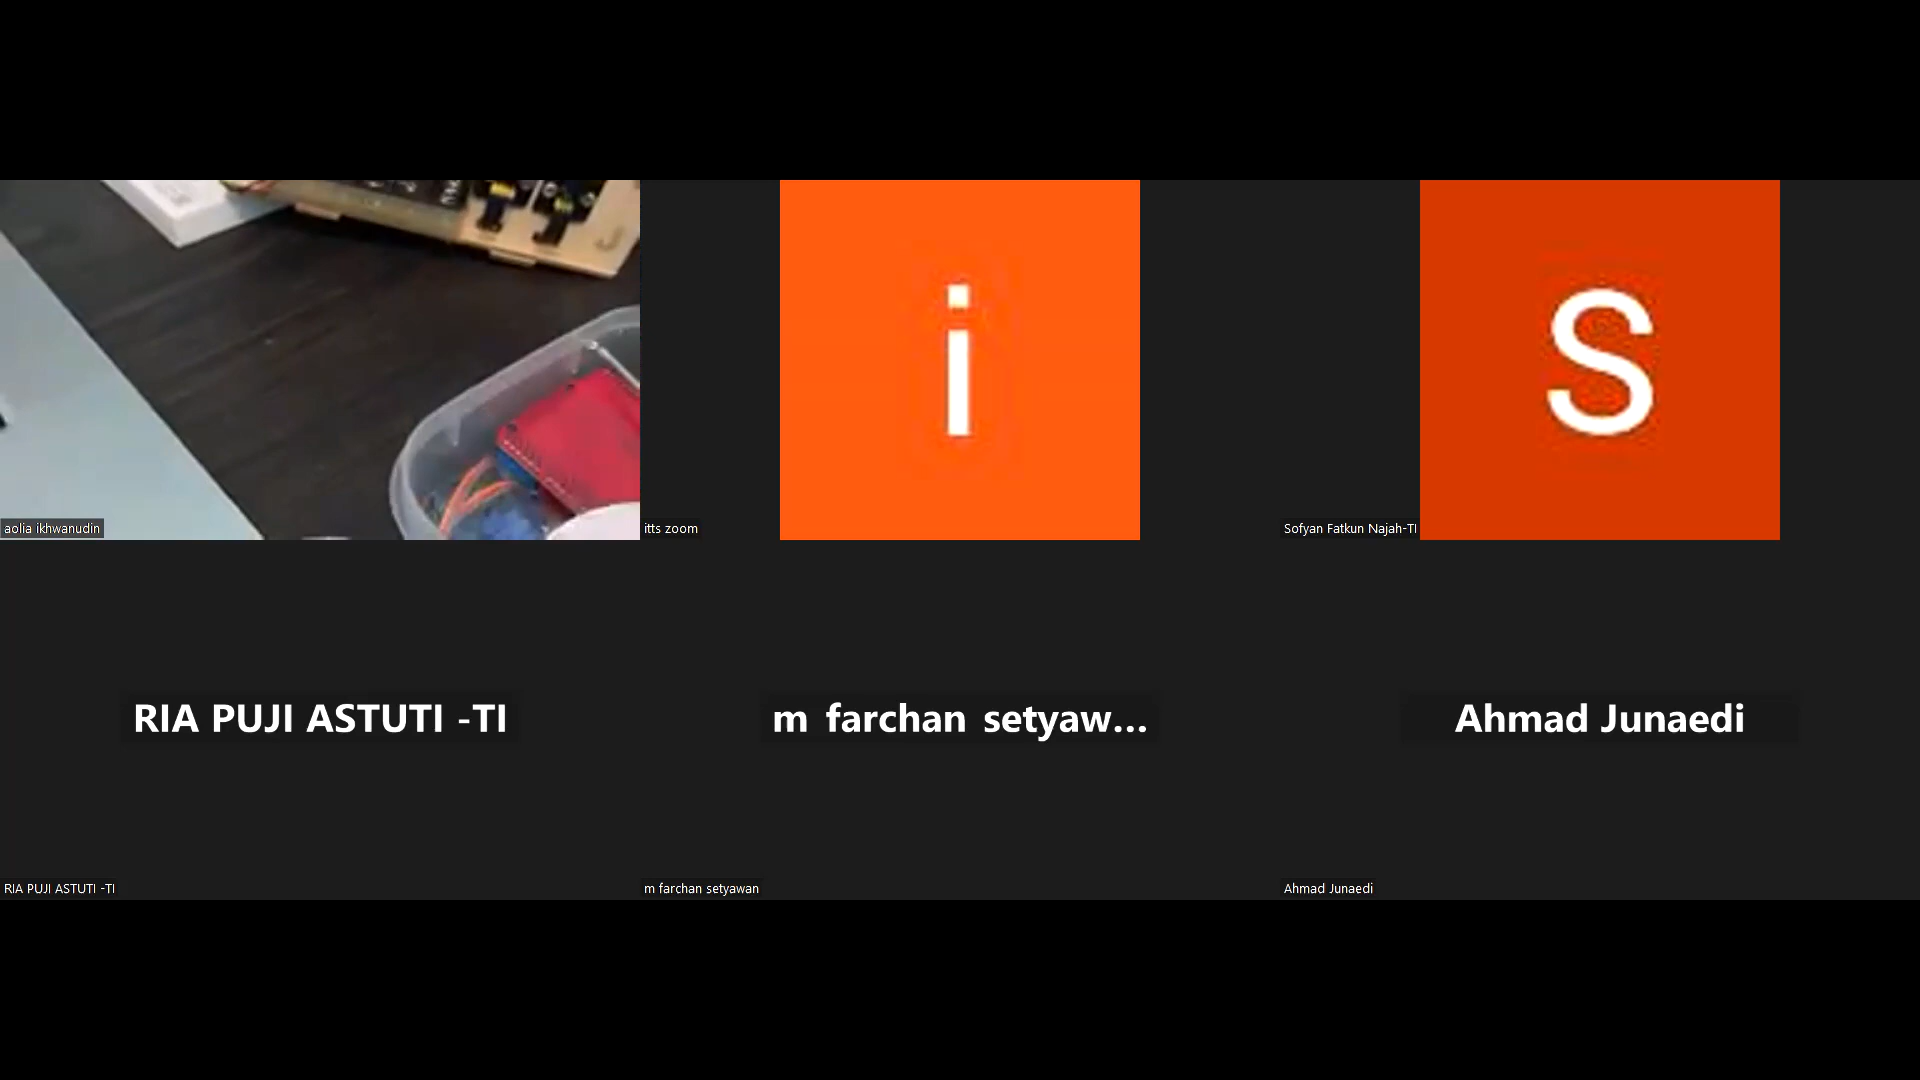 aolia ikhwanudin
i
itts zoom
S
Sofyan Fatkun Najah-TI
RIA PUJI ASTUTI -TI
m farchan setyaw...
Ahmad Junaedi
RIA PUJI ASTUTI -TI
m farchan setyawan
Ahmad Junaedi